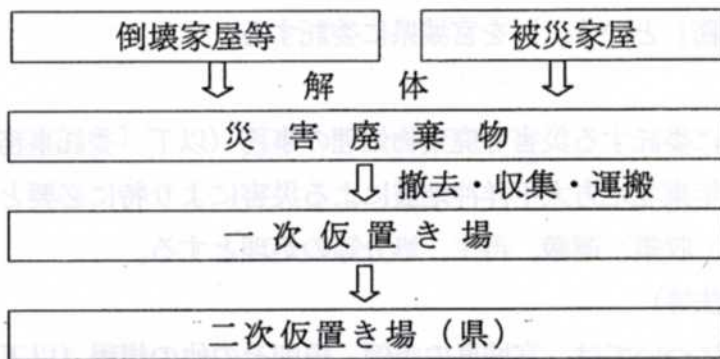 倒壊家屋等 被災家屋
解体
災害廃棄物
撤去・収集・運搬
一次仮置き場
二次仮置き場（県）